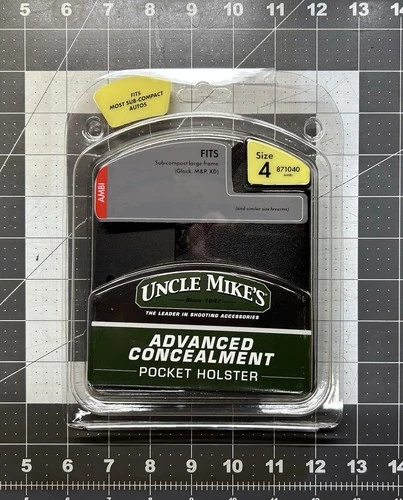 5 6 7 8 9 10 11 12 13 14
FITS
MOST SUB-COMPACT
AUTOS
FITS
Sub-compact large frame
(Glock, M&P, XD)
Size
4
871040
AMBI
(and similar size firearms)
UNCLE MIKE'S
Since 1947
THE LEADER IN SHOOTING ACCESSORIES
ADVANCED
CONCEALMENT
POCKET HOLSTER
5 6 7 8 9 10 11 12 13 14